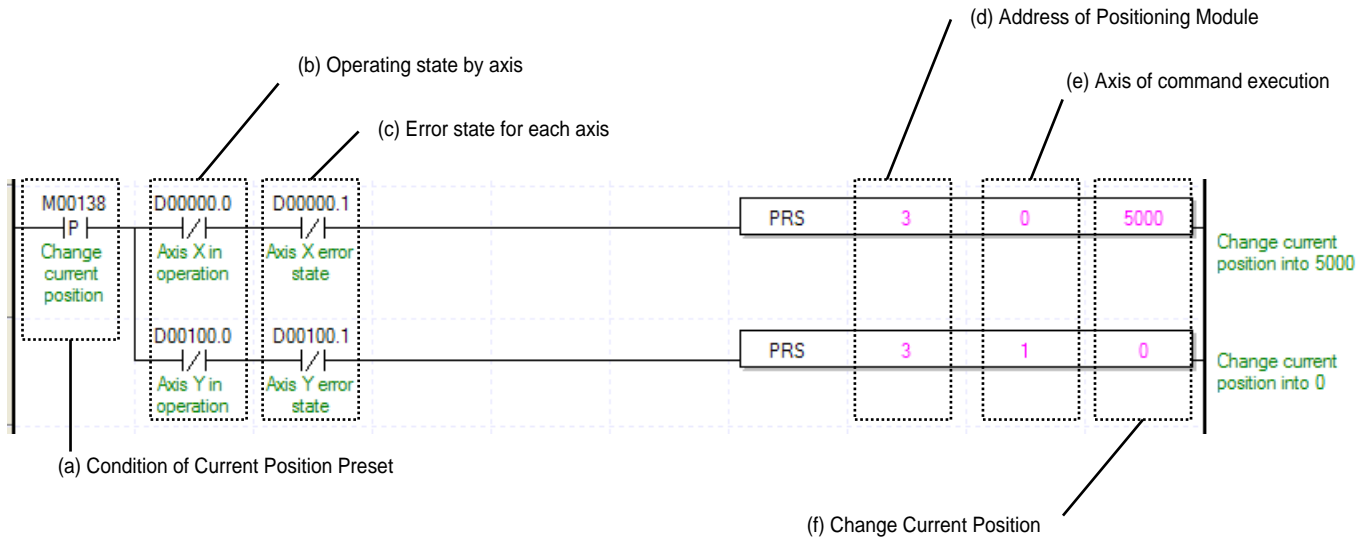 (d) Address of Positioning Module
(b) Operating state by axis
(e) Axis of command execution
(c) Error state for each axis
M00138
P
Change
current
position
D00000.0
Axis X in
operation
D00000.1
Axis X error
state
PRS 3 0 5000
Change current
position into 5000
D00100.0
Axis Y in
operation
D00100.1
Axis Y error
state
PRS 3 1 0
Change current
position into 0
(a) Condition of Current Position Preset
(f) Change Current Position